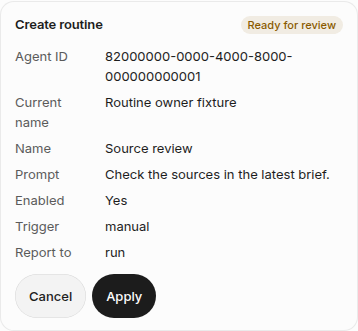 Create routine Ready for review
Agent ID 82000000-0000-4000-8000-
000000000001
Current Routine owner fixture
name
Name Source review
Prompt Check the sources in the latest brief.
Enabled Yes
Trigger manual
Report to run
Cancel Apply